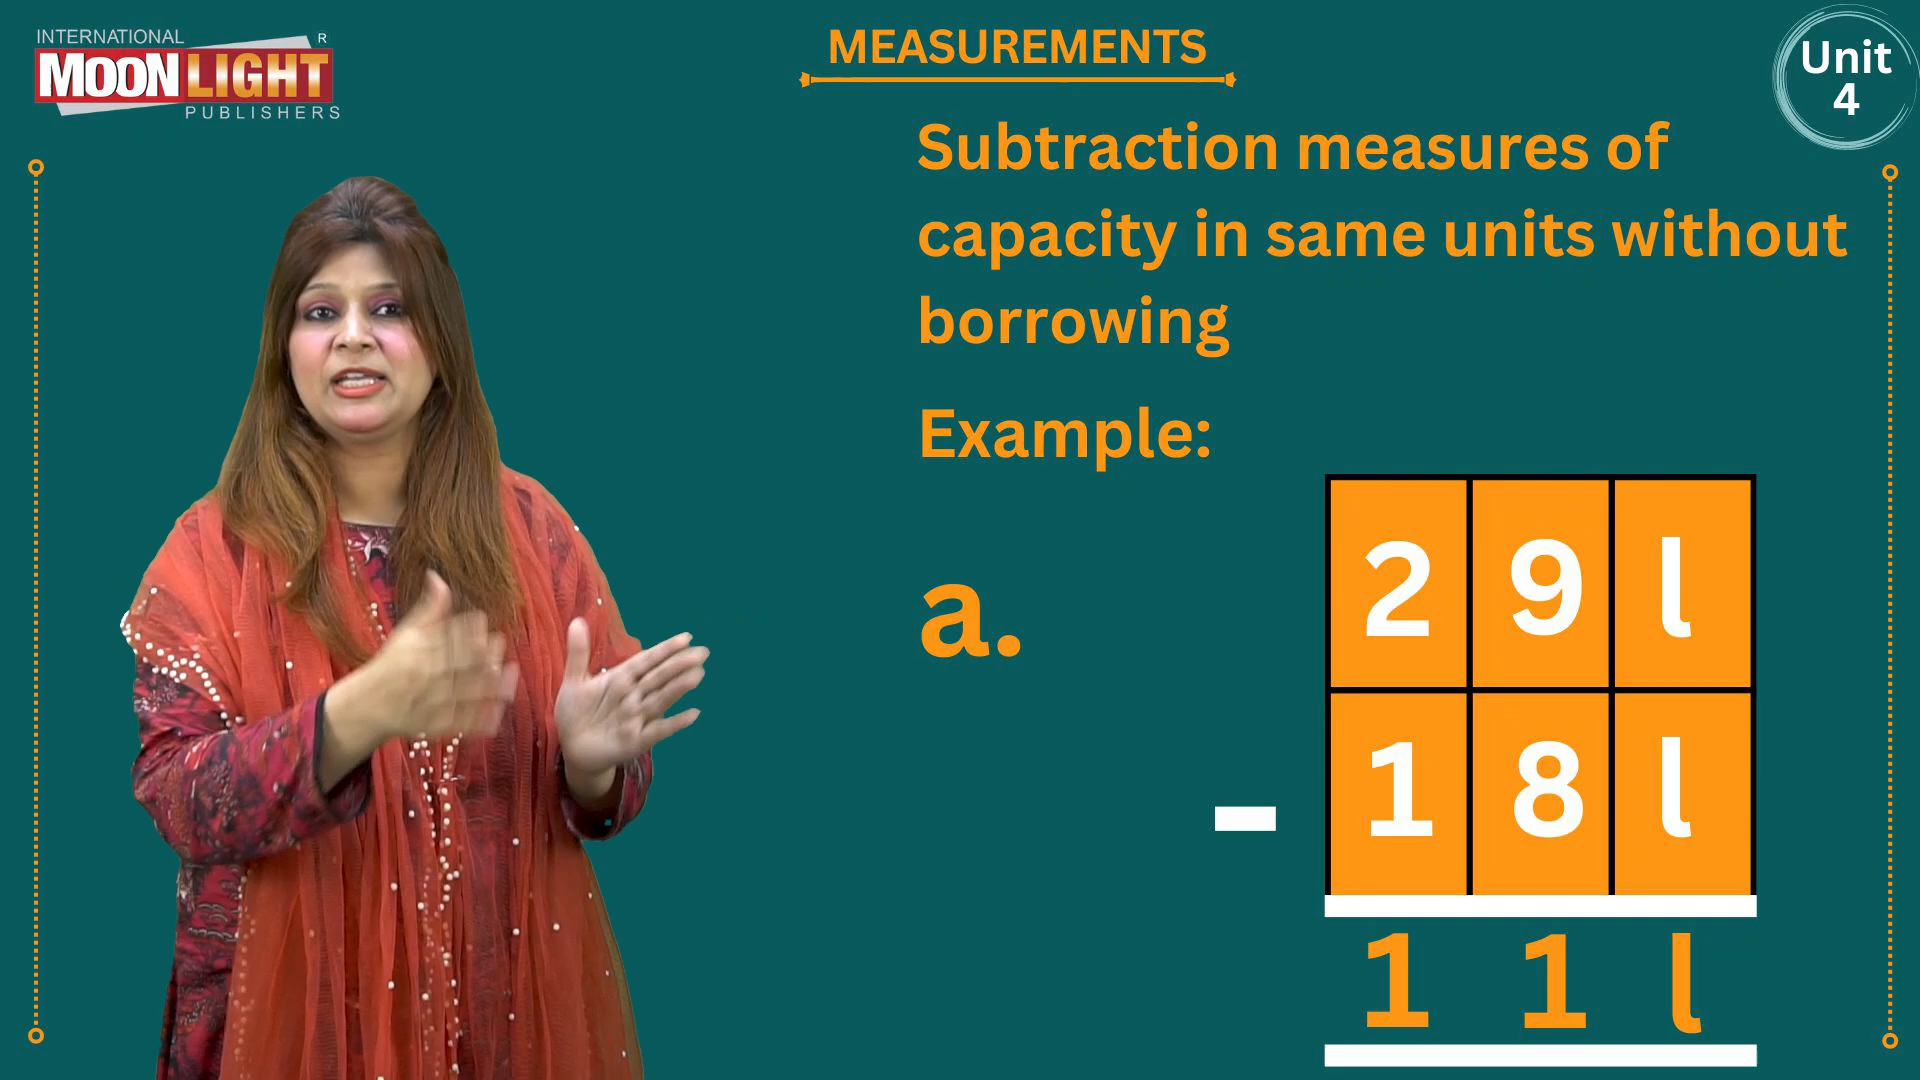 INTERNATIONAL
R
MOONLIGHT
PUBLISHERS
MEASUREMENTS
Unit
4
Subtraction measures of
capacity in same units without
borrowing
Example:
a.
2 9 l
- 1 8 l
1 1 l